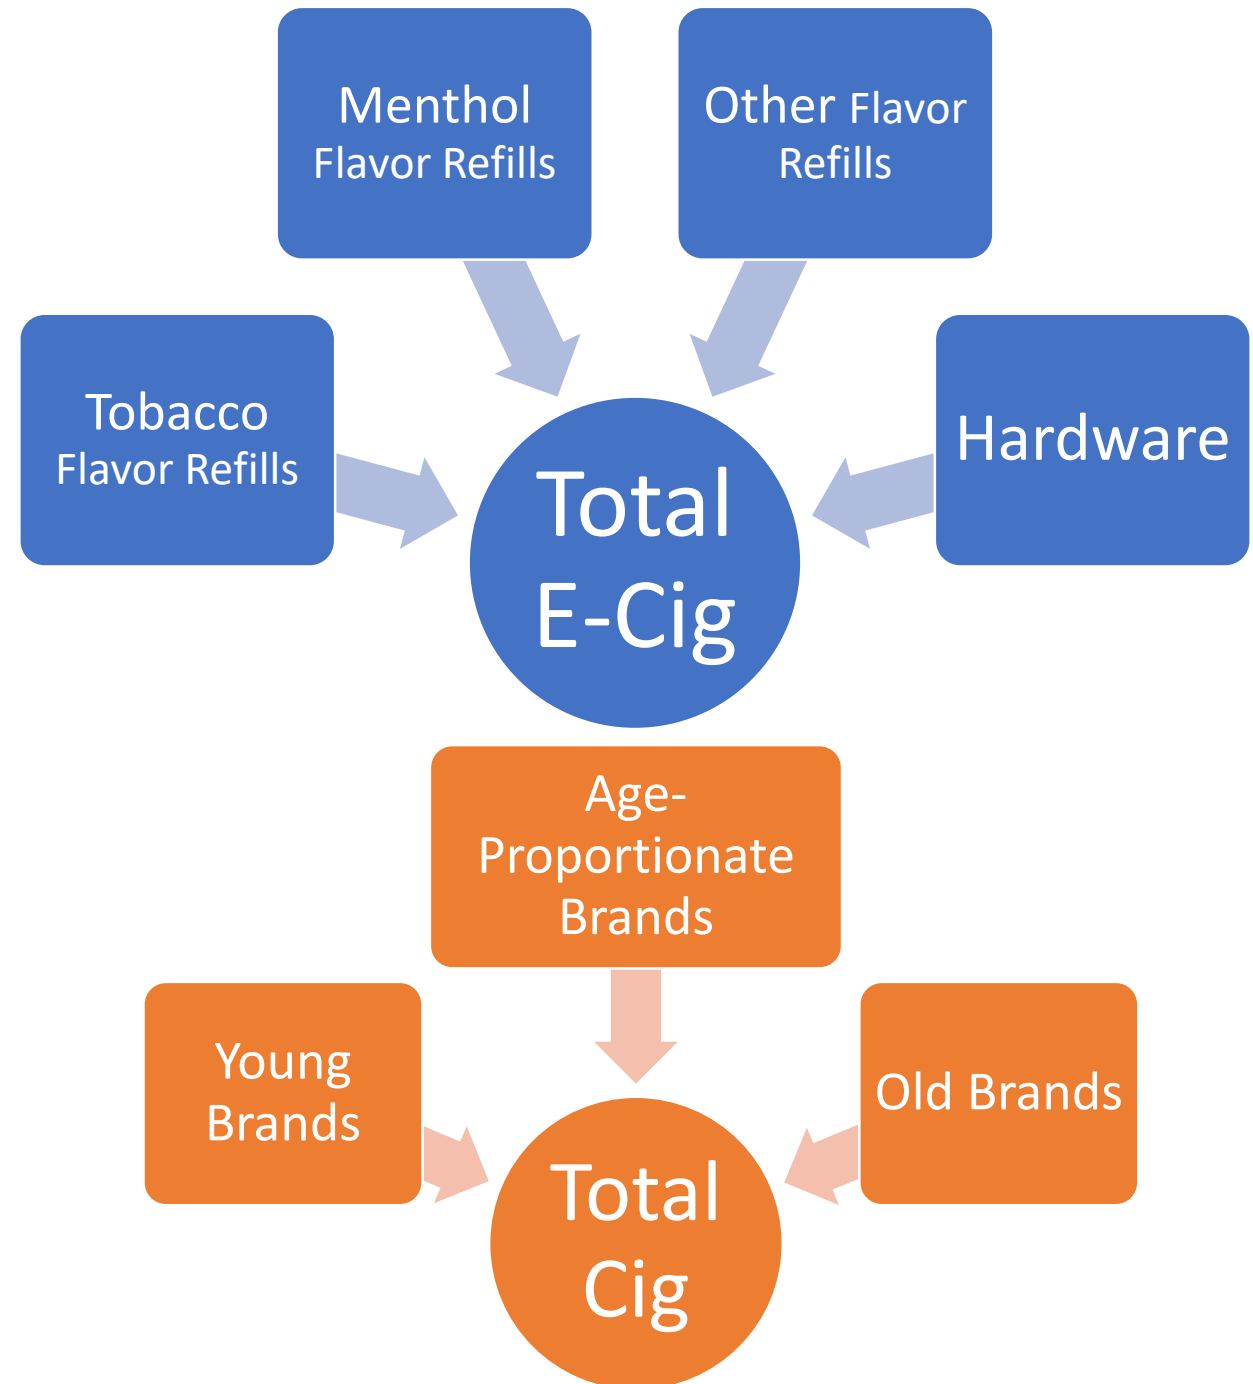 Menthol
Flavor Refills
Other Flavor
Refills
Tobacco
Flavor Refills
Hardware
Total
E-Cig
Age-
Proportionate
Brands
Young
Brands
Old Brands
Total
Cig